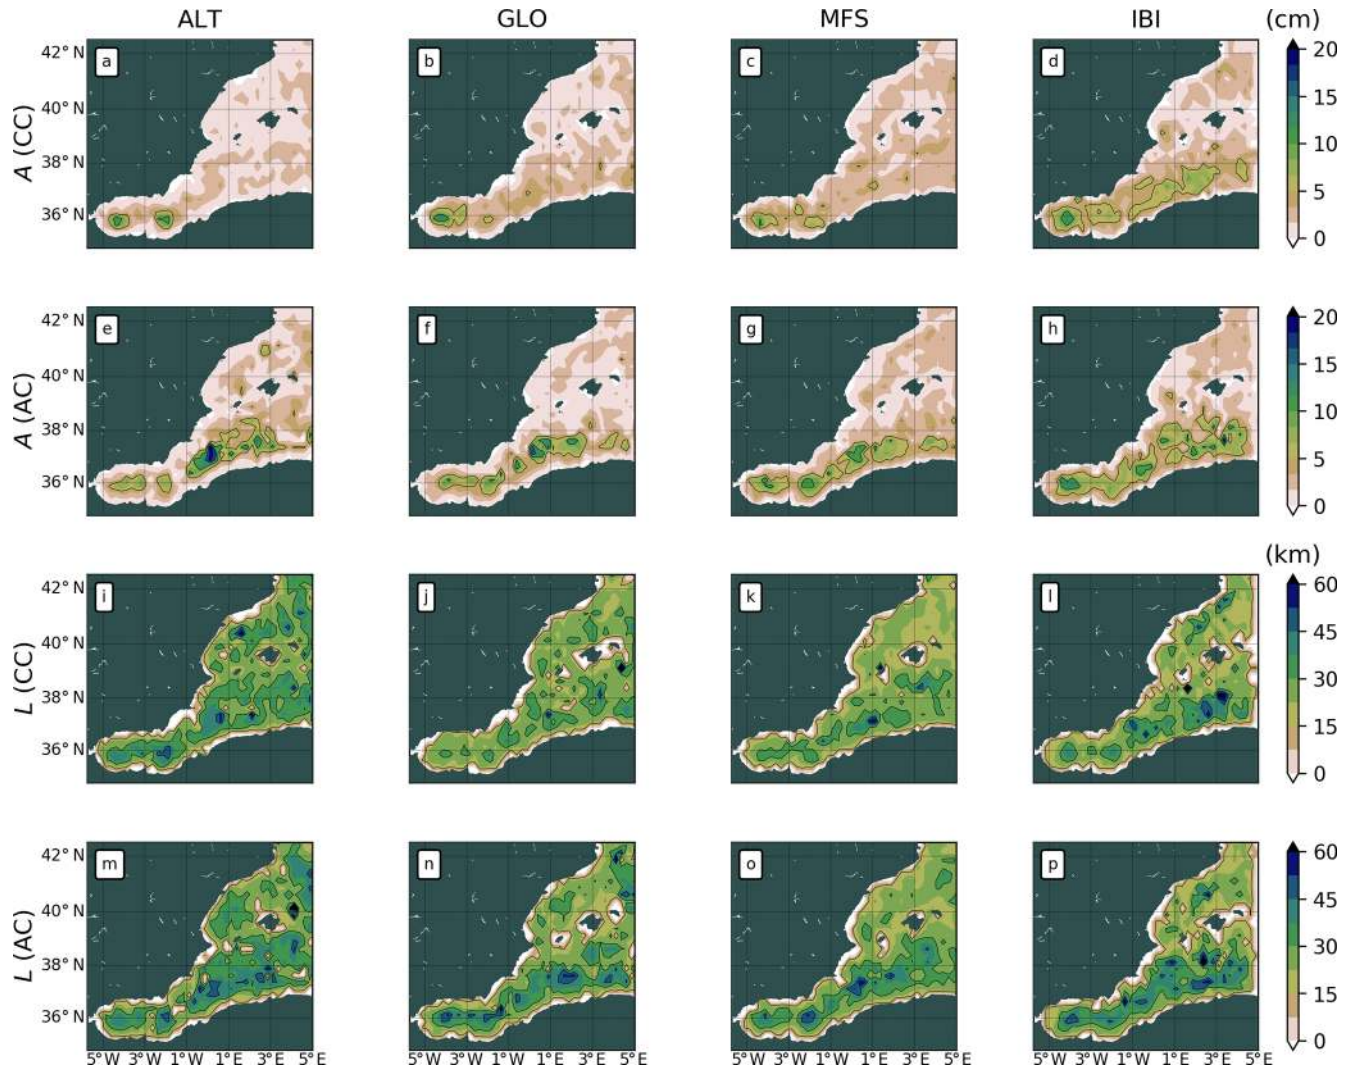 ALT GLO MFS IBI (cm)
A (CC) 42°N 40°N 38°N 36°N a b c d 20 15 10 5 0
A (AC) 42°N 40°N 38°N 36°N e f g h 20 15 10 5 0
(km)
L (CC) 42°N 40°N 38°N 36°N i j k l 60 45 30 15 0
L (AC) 42°N 40°N 38°N 36°N m n o p 60 45 30 15 0
5°W 3°W 1°W 1°E 3°E 5°E 5°W 3°W 1°W 1°E 3°E 5°E 5°W 3°W 1°W 1°E 3°E 5°E 5°W 3°W 1°W 1°E 3°E 5°E